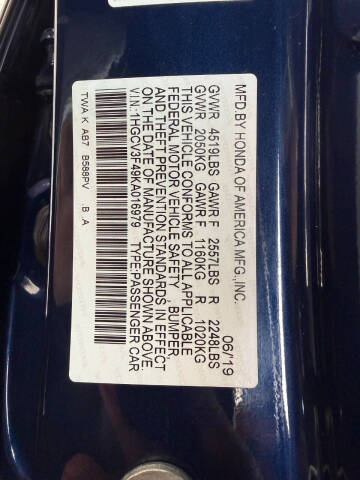 MFD.BY HONDA OF AMERICA MFG.,INC. 06/19
GVWR 4519LBS GAWR F 2557LBS R 2248LBS
GVWR 2050KG GAWR F 1160KG R 1020KG
THIS VEHICLE CONFORMS TO ALL APPLICABLE
FEDERAL MOTOR VEHICLE SAFETY , BUMPER,
AND THEFT PREVENTION STANDARDS IN EFFECT
ON THE DATE OF MANUFACTURE SHOWN ABOVE.
V.I.N.:1HGCV3F49KA016979 TYPE:PASSENGER CAR
TWA K AB7 B588PV .B A